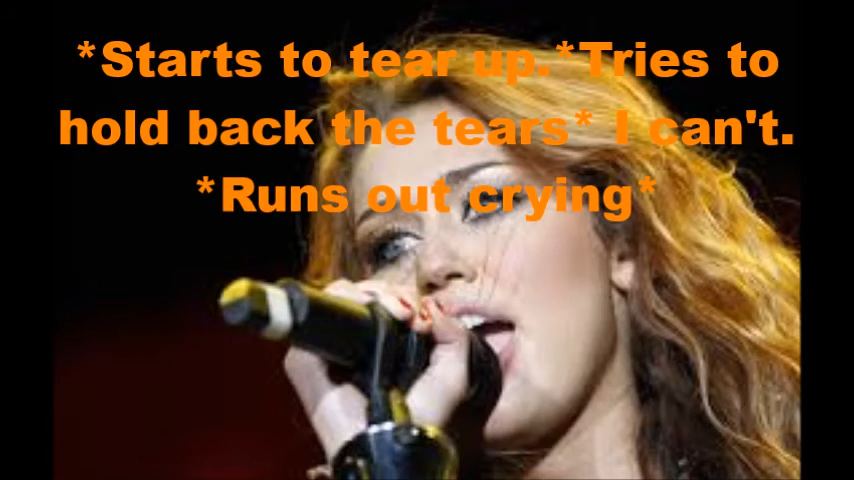 *Starts to tear up.*Tries to
hold back the tears* I can't.
*Runs out crying*